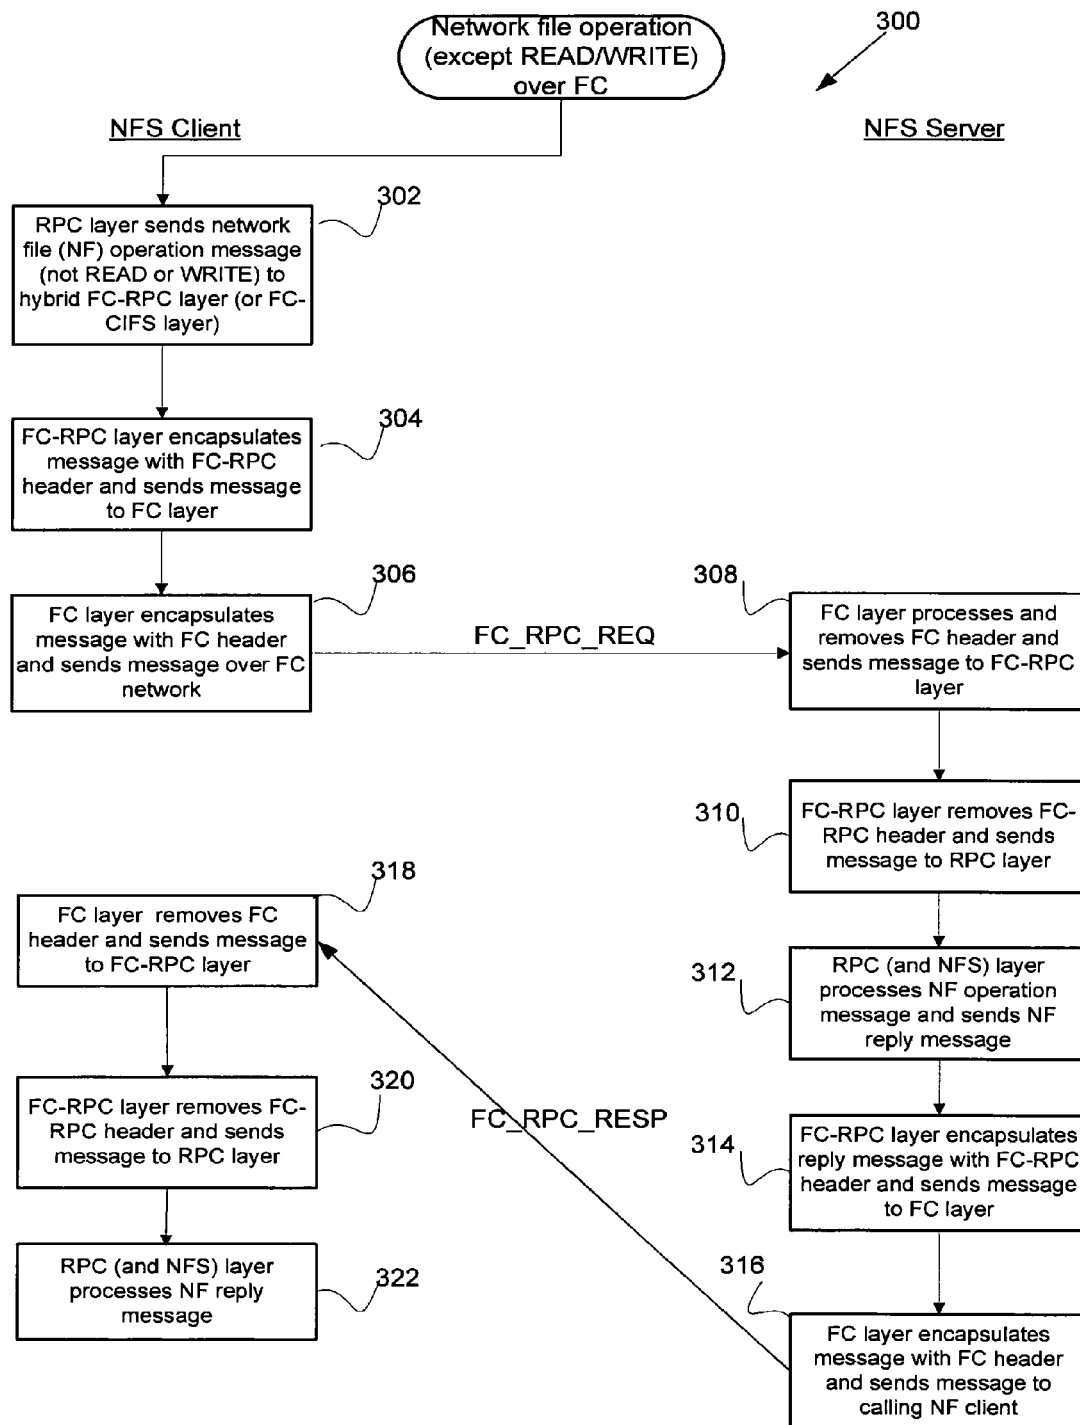 Network file operation
(except READ/WRITE)
over FC
300
NFS Client
NFS Server
302
RPC layer sends network
file (NF) operation message
(not READ or WRITE) to
hybrid FC-RPC layer (or FC-
CIFS layer)
304
FC-RPC layer encapsulates
message with FC-RPC
header and sends message
to FC layer
306
FC layer encapsulates
message with FC header
and sends message over FC
network
FC_RPC_REQ
308
FC layer processes and
removes FC header and
sends message to FC-RPC
layer
310
FC-RPC layer removes FC-
RPC header and sends
message to RPC layer
312
RPC (and NFS) layer
processes NF operation
message and sends NF
reply message
314
FC-RPC layer encapsulates
reply message with FC-RPC
header and sends message
to FC layer
316
FC layer encapsulates
message with FC header
and sends message to
calling NF client
FC_RPC_RESP
318
FC layer removes FC
header and sends message
to FC-RPC layer
320
FC-RPC layer removes FC-
RPC header and sends
message to RPC layer
322
RPC (and NFS) layer
processes NF reply
message